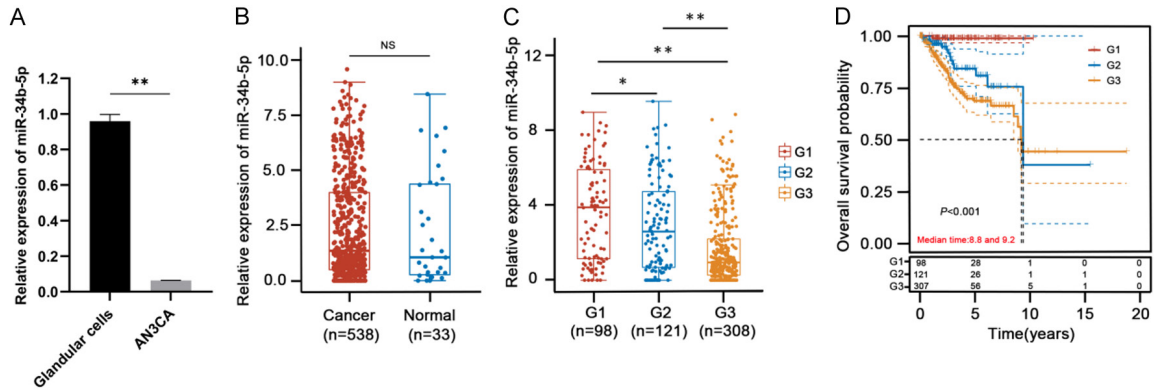 A
Relative expression of miR-34b-5p
1.2
1.0
0.8
0.6
0.4
0.2
0.0
**
Glandular cells
AN3CA
B
Relative expression of miR-34b-5p
10.0
7.5
5.0
2.5
0.0
NS
Cancer
(n=538)
Normal
(n=33)
C
Relative expression of miR-34b-5p
12
8
4
0
**
**
*
G1
(n=98)
G2
(n=121)
G3
(n=308)
G1
G2
G3
D
Overall survival probability
1.00
0.75
0.50
0.25
0.00
G1
G2
G3
P<0.001
Median time:8.8 and 9.2
G1 98 28 1 0 0
G2 121 26 1 1 0
G3 307 56 5 1 0
0 5 10 15 20
Time(years)